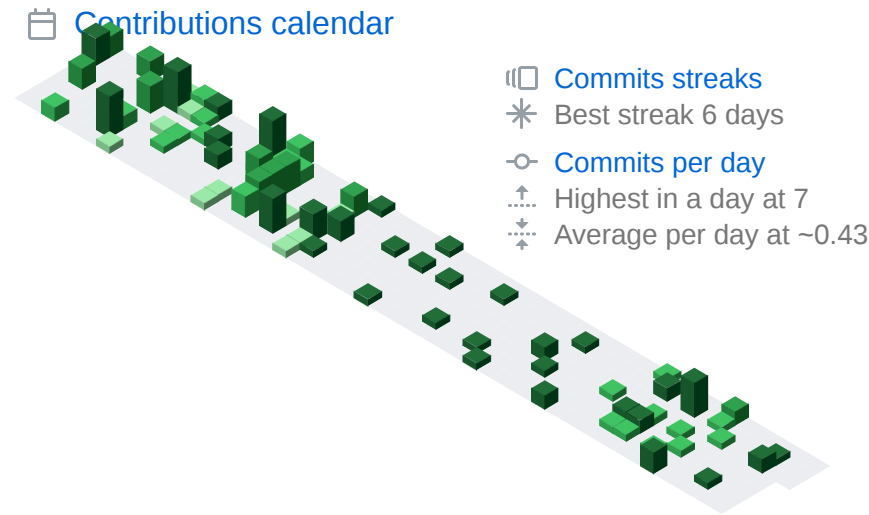 Contributions calendar
Commits streaks
Best streak 6 days
Commits per day
Highest in a day at 7
Average per day at ~0.43